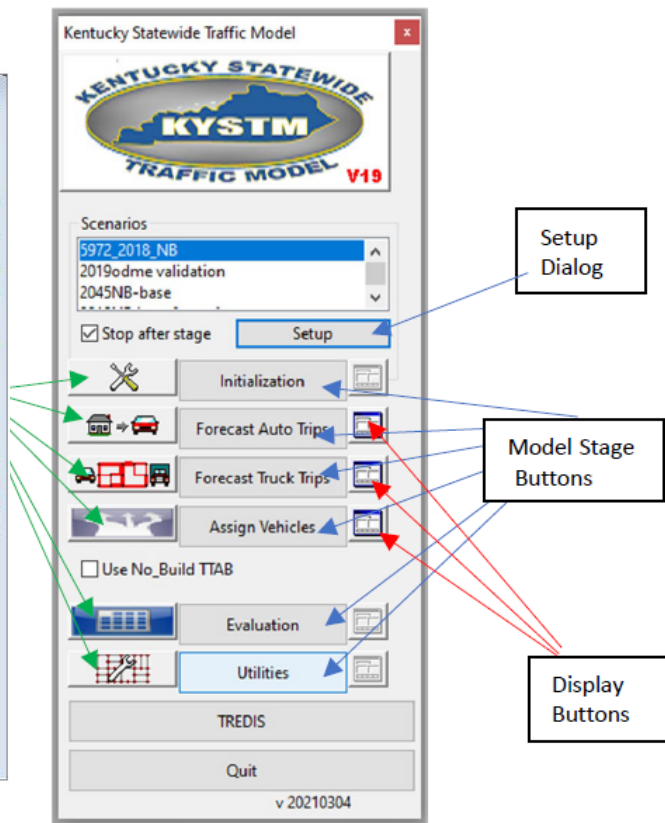 Kentucky Statewide Traffic Model
x
KENTUCKY STATEWIDE
KYSTM
TRAFFIC MODEL
V19
Scenarios
5972_2018_NB
2019odme validation
2045NB-base
Stop after stage
Setup
Initialization
Forecast Auto Trips
Forecast Truck Trips
Assign Vehicles
Use No_Build TTAB
Evaluation
Utilities
TREDIS
Quit
v 20210304
Setup
Dialog
Model Stage
Buttons
Display
Buttons